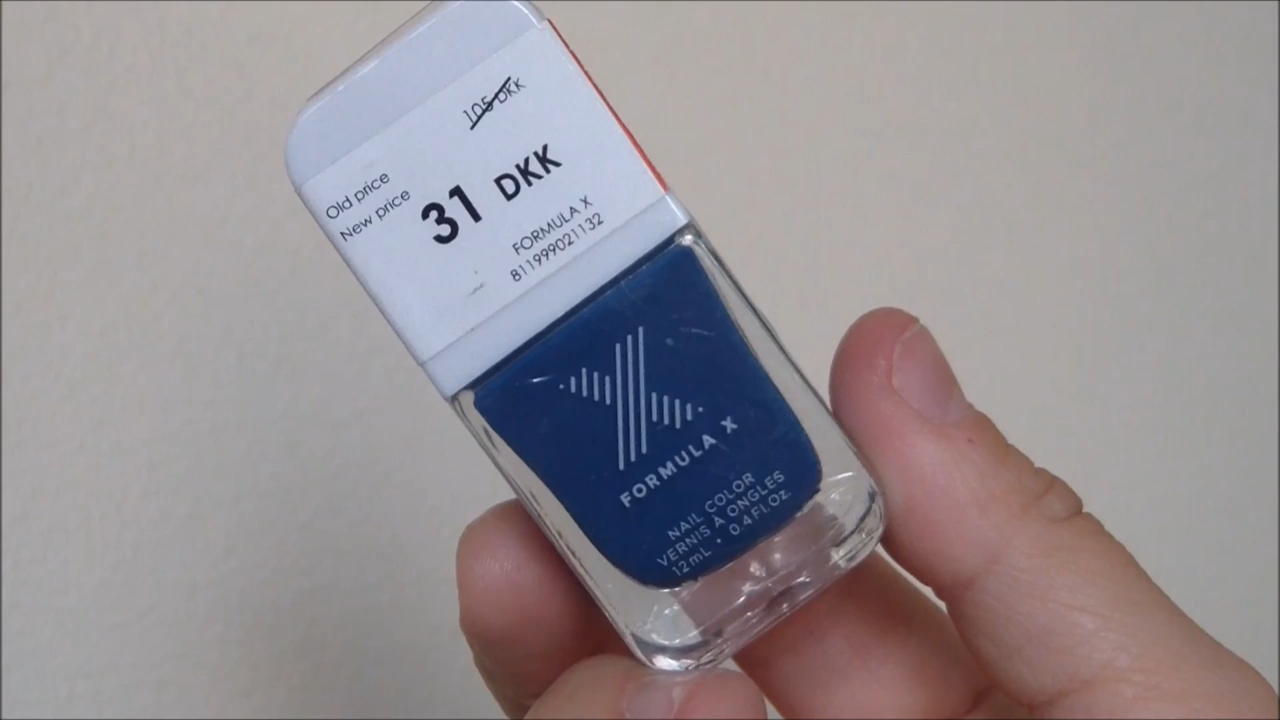 105 DKK
Old price
New price
31 DKK
FORMULA X
811999021132
FORMULA X
NAIL COLOR
VERNIS À ONGLES
12mL • 0.4 Fl.Oz.